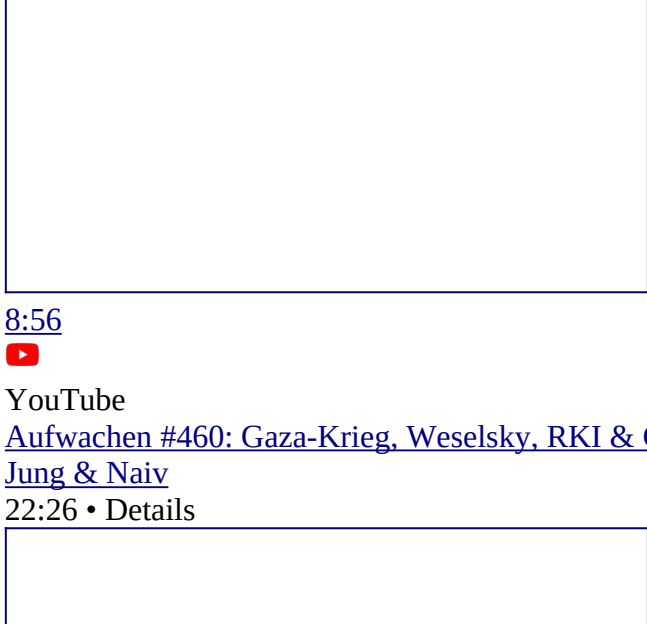 8:56
YouTube
Aufwachen #460: Gaza-Krieg, Weselsky, RKI &
Jung & Naiv
22:26 • Details